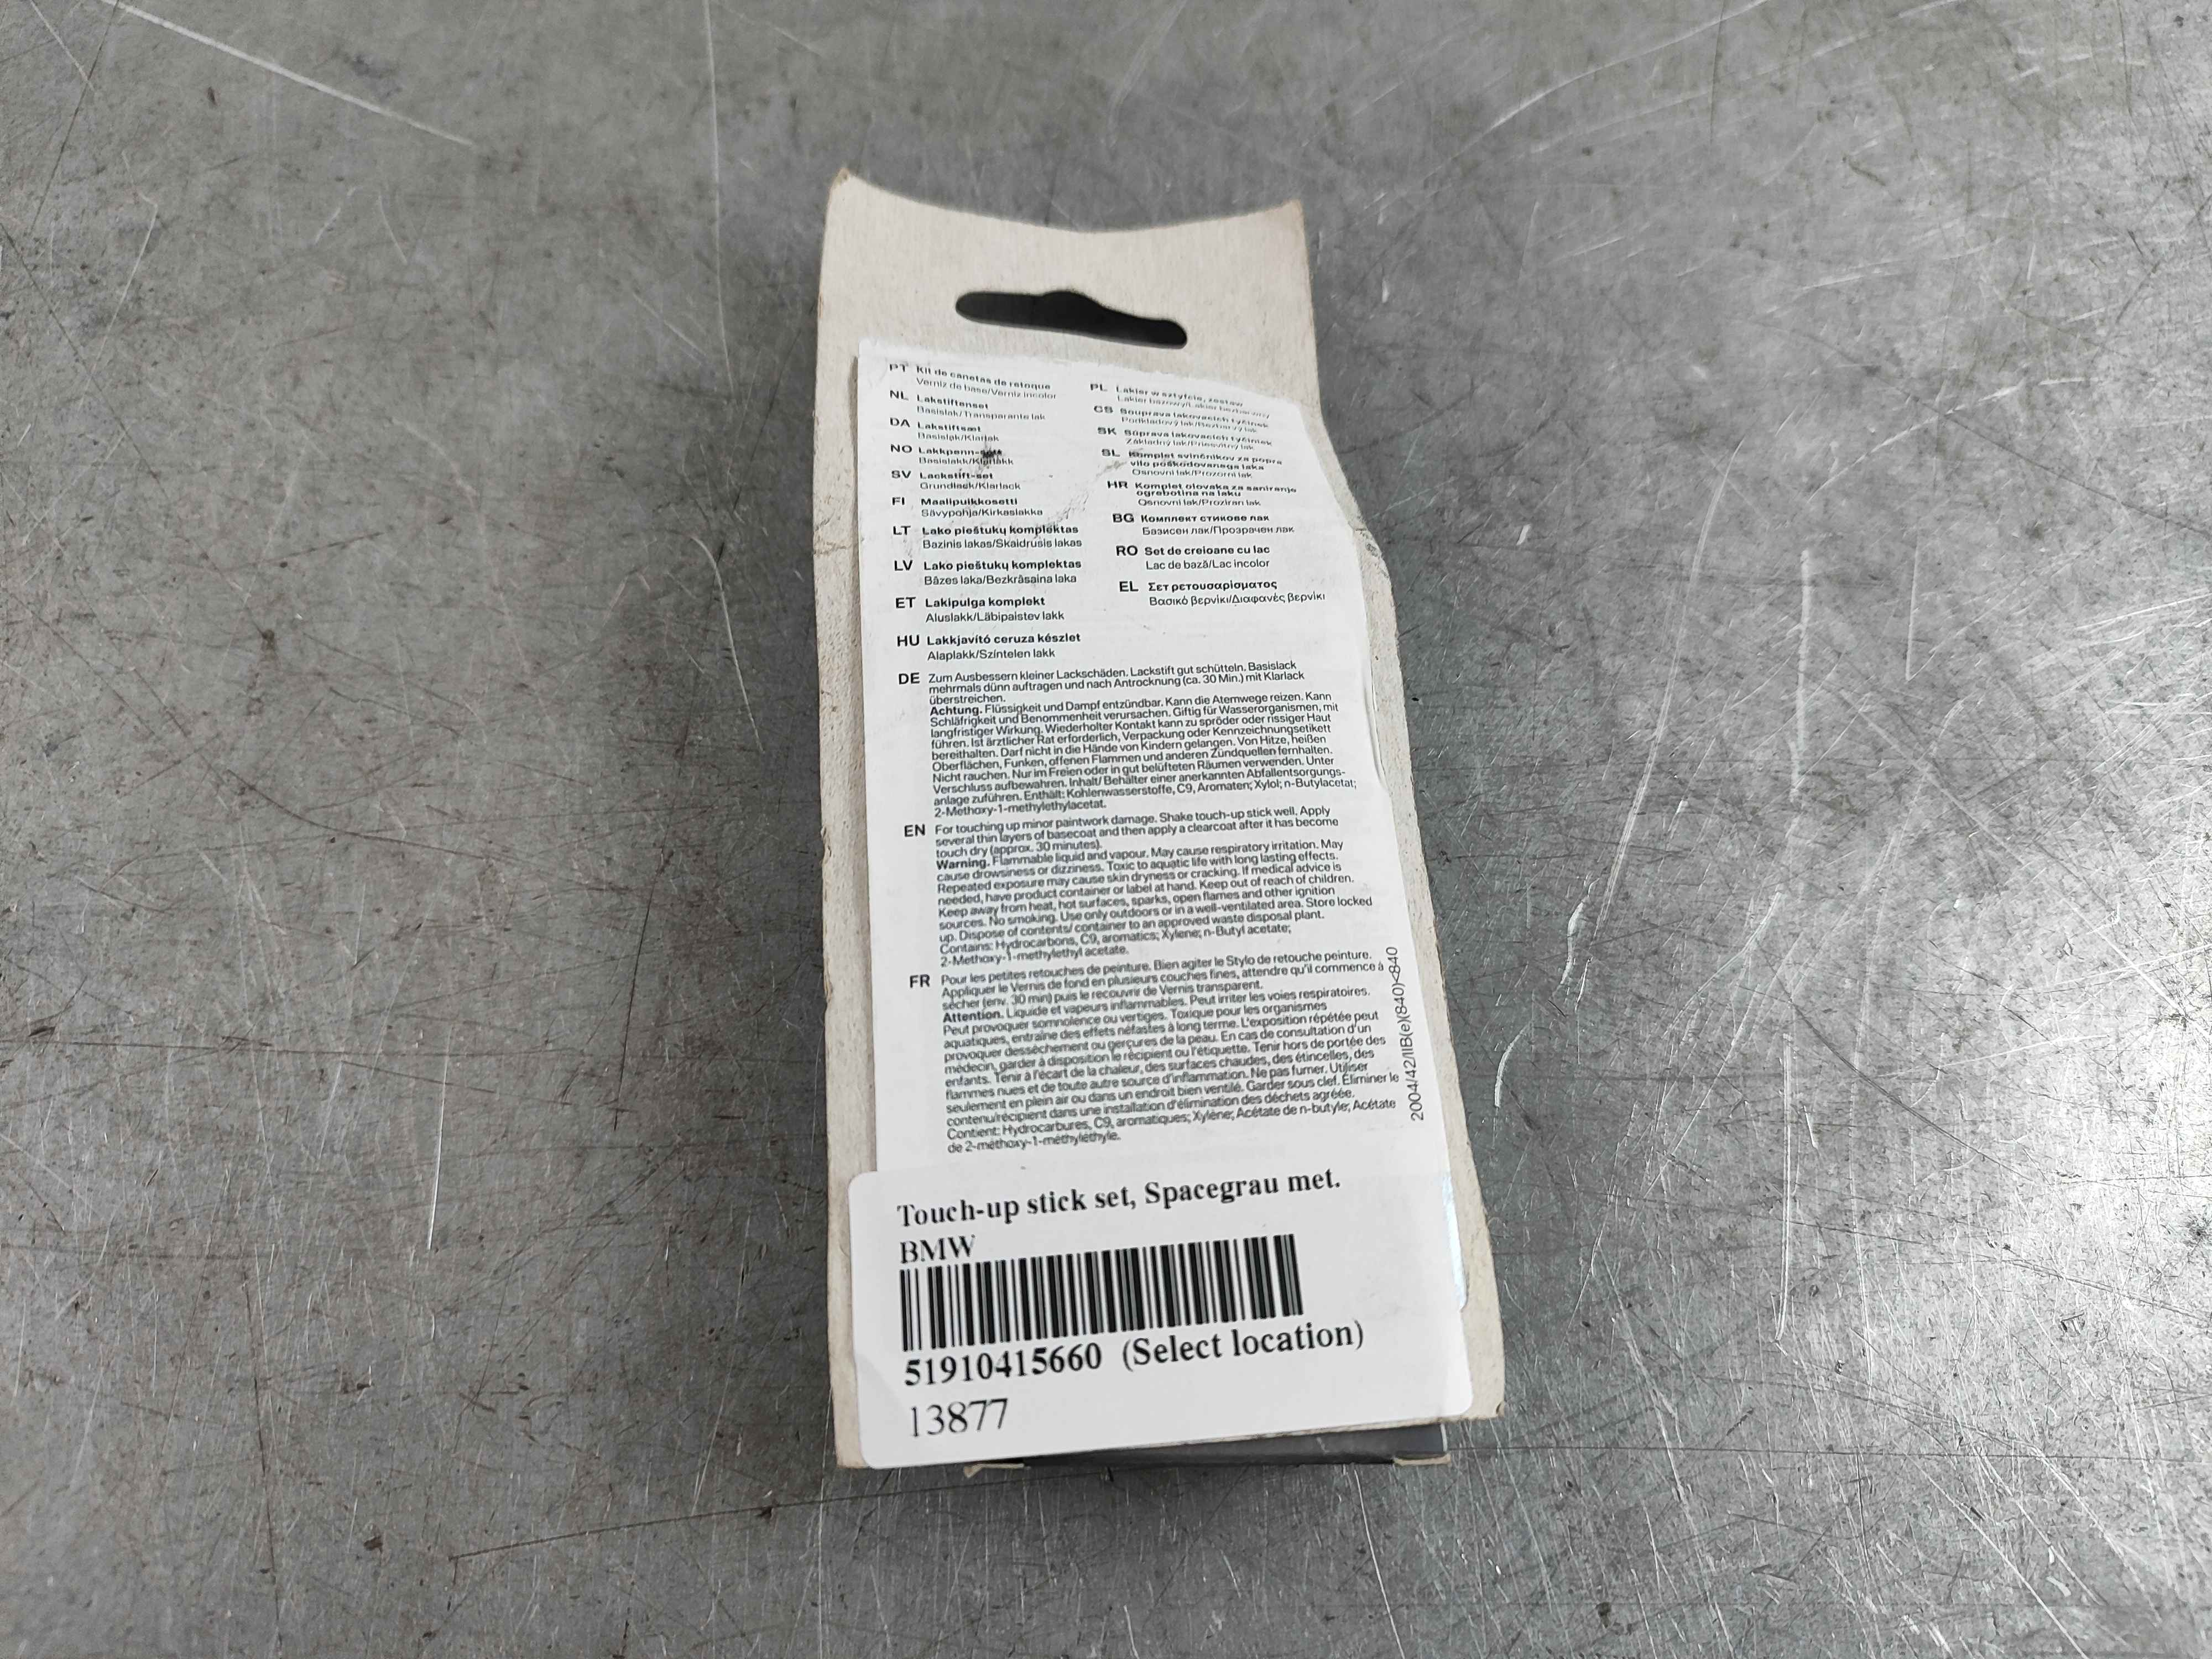 PT Kit de canetas de retoque
Verniz de base/Verniz incolor
NL Lakstiftenset
Basislak/Transparante lak
DA Lakstiftsæt
Basislak/Klarlak
NO Lakkpenn-sett
Basislakk/Klarlakk
SV Lackstift-set
Grundlack/Klarlack
FI Maalipuikkosetti
Sävypohja/Kirkaslakka
LT Lako pieštukų komplektas
Bazinis lakas/Skaidrusis lakas
LV Lako pieštukų komplektas
Bāzes laka/Bezkrāsaina laka
ET Lakipulga komplekt
Aluslakk/Läbipaistev lakk
HU Lakkjavító ceruza készlet
Alaplakk/Színtelen lakk
PL Lakier w sztyfcie, zestaw
Lakier bazowy/Lakier bezbarwny
CS Souprava lakovacích tyčinek
Podkladový lak/Bezbarvý lak
SK Súprava lakovacích tyčiniek
Základný lak/Priesvitný lak
SL Komplet svinčnikov za popra
vilo poškodovanega laka
Osnovni lak/Prozorni lak
HR Komplet olovaka za saniranje
ogrebotina na laku
Osnovni lak/Proziran lak
BG Комплект стикове лак
Базисен лак/Прозрачен лак
RO Set de creioane cu lac
Lac de bază/Lac incolor
EL Σετ ρετουσαρίσματος
Βασικό βερνίκι/Διαφανές βερνίκι
DE Zum Ausbessern kleiner Lackschäden. Lackstift gut schütteln. Basislack
mehrmals dünn auftragen und nach Antrocknung (ca. 30 Min.) mit Klarlack
überstreichen.
Achtung. Flüssigkeit und Dampf entzündbar. Kann die Atemwege reizen. Kann
Schläfrigkeit und Benommenheit verursachen. Giftig für Wasserorganismen, mit
langfristiger Wirkung. Wiederholter Kontakt kann zu spröder oder rissiger Haut
führen. Ist ärztlicher Rat erforderlich, Verpackung oder Kennzeichnungsetikett
bereithalten. Darf nicht in die Hände von Kindern gelangen. Von Hitze, heißen
Oberflächen, Funken, offenen Flammen und anderen Zündquellen fernhalten.
Nicht rauchen. Nur im Freien oder in gut belüfteten Räumen verwenden. Unter
Verschluss aufbewahren. Inhalt/ Behälter einer anerkannten Abfallentsorgungs-
anlage zuführen. Enthält: Kohlenwasserstoffe, C9, Aromaten; Xylol; n-Butylacetat;
2-Methoxy-1-methylethylacetat.
EN For touching up minor paintwork damage. Shake touch-up stick well. Apply
several thin layers of basecoat and then apply a clearcoat after it has become
touch dry (approx. 30 minutes).
Warning. Flammable liquid and vapour. May cause respiratory irritation. May
cause drowsiness or dizziness. Toxic to aquatic life with long lasting effects.
Repeated exposure may cause skin dryness or cracking. If medical advice is
needed, have product container or label at hand. Keep out of reach of children.
Keep away from heat, hot surfaces, sparks, open flames and other ignition
sources. No smoking. Use only outdoors or in a well-ventilated area. Store locked
up. Dispose of contents/ container to an approved waste disposal plant.
Contains: Hydrocarbons, C9, aromatics; Xylene; n-Butyl acetate;
2-Methoxy-1-methylethyl acetate.
FR Pour les petites retouches de peinture. Bien agiter le Stylo de retouche peinture.
Appliquer le Vernis de fond en plusieurs couches fines, attendre qu'il commence à
sécher (env. 30 min) puis le recouvrir de Vernis transparent.
Attention. Liquide et vapeurs inflammables. Peut irriter les voies respiratoires.
Peut provoquer somnolence ou vertiges. Toxique pour les organismes
aquatiques, entraîne des effets néfastes à long terme. L'exposition répétée peut
provoquer dessèchement ou gerçures de la peau. En cas de consultation d'un
médecin, garder à disposition le récipient ou l'étiquette. Tenir hors de portée des
enfants. Tenir à l'écart de la chaleur, des surfaces chaudes, des étincelles, des
flammes nues et de toute autre source d'inflammation. Ne pas fumer. Utiliser
seulement en plein air ou dans un endroit bien ventilé. Garder sous clef. Éliminer le
contenu/récipient dans une installation d'élimination des déchets agréée.
Contient: Hydrocarbures, C9, aromatiques; Xylène; Acétate de n-butyle; Acétate
de 2-méthoxy-1-méthyléthyle.
2004/42/IIB(e)(840)<840
Touch-up stick set, Spacegrau met.
BMW
51910415660 (Select location)
13877